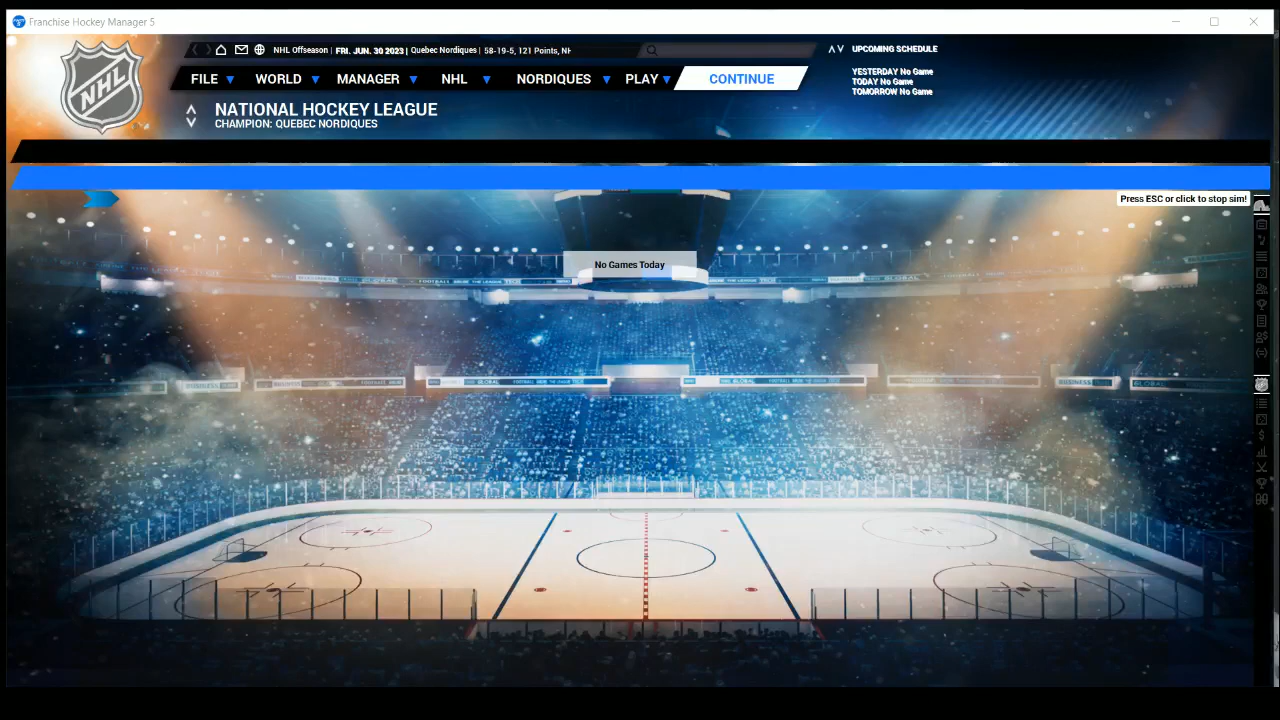 Franchise Hockey Manager 5
NHL Offseason | FRI. JUN. 30 2023 | Quebec Nordiques | 58-19-5, 121 Points, NH
UPCOMING SCHEDULE
YESTERDAY No Game
TODAY No Game
TOMORROW No Game
FILE WORLD MANAGER NHL NORDIQUES PLAY CONTINUE
NHL
NATIONAL HOCKEY LEAGUE
CHAMPION: QUEBEC NORDIQUES
Press ESC or click to stop sim!
No Games Today